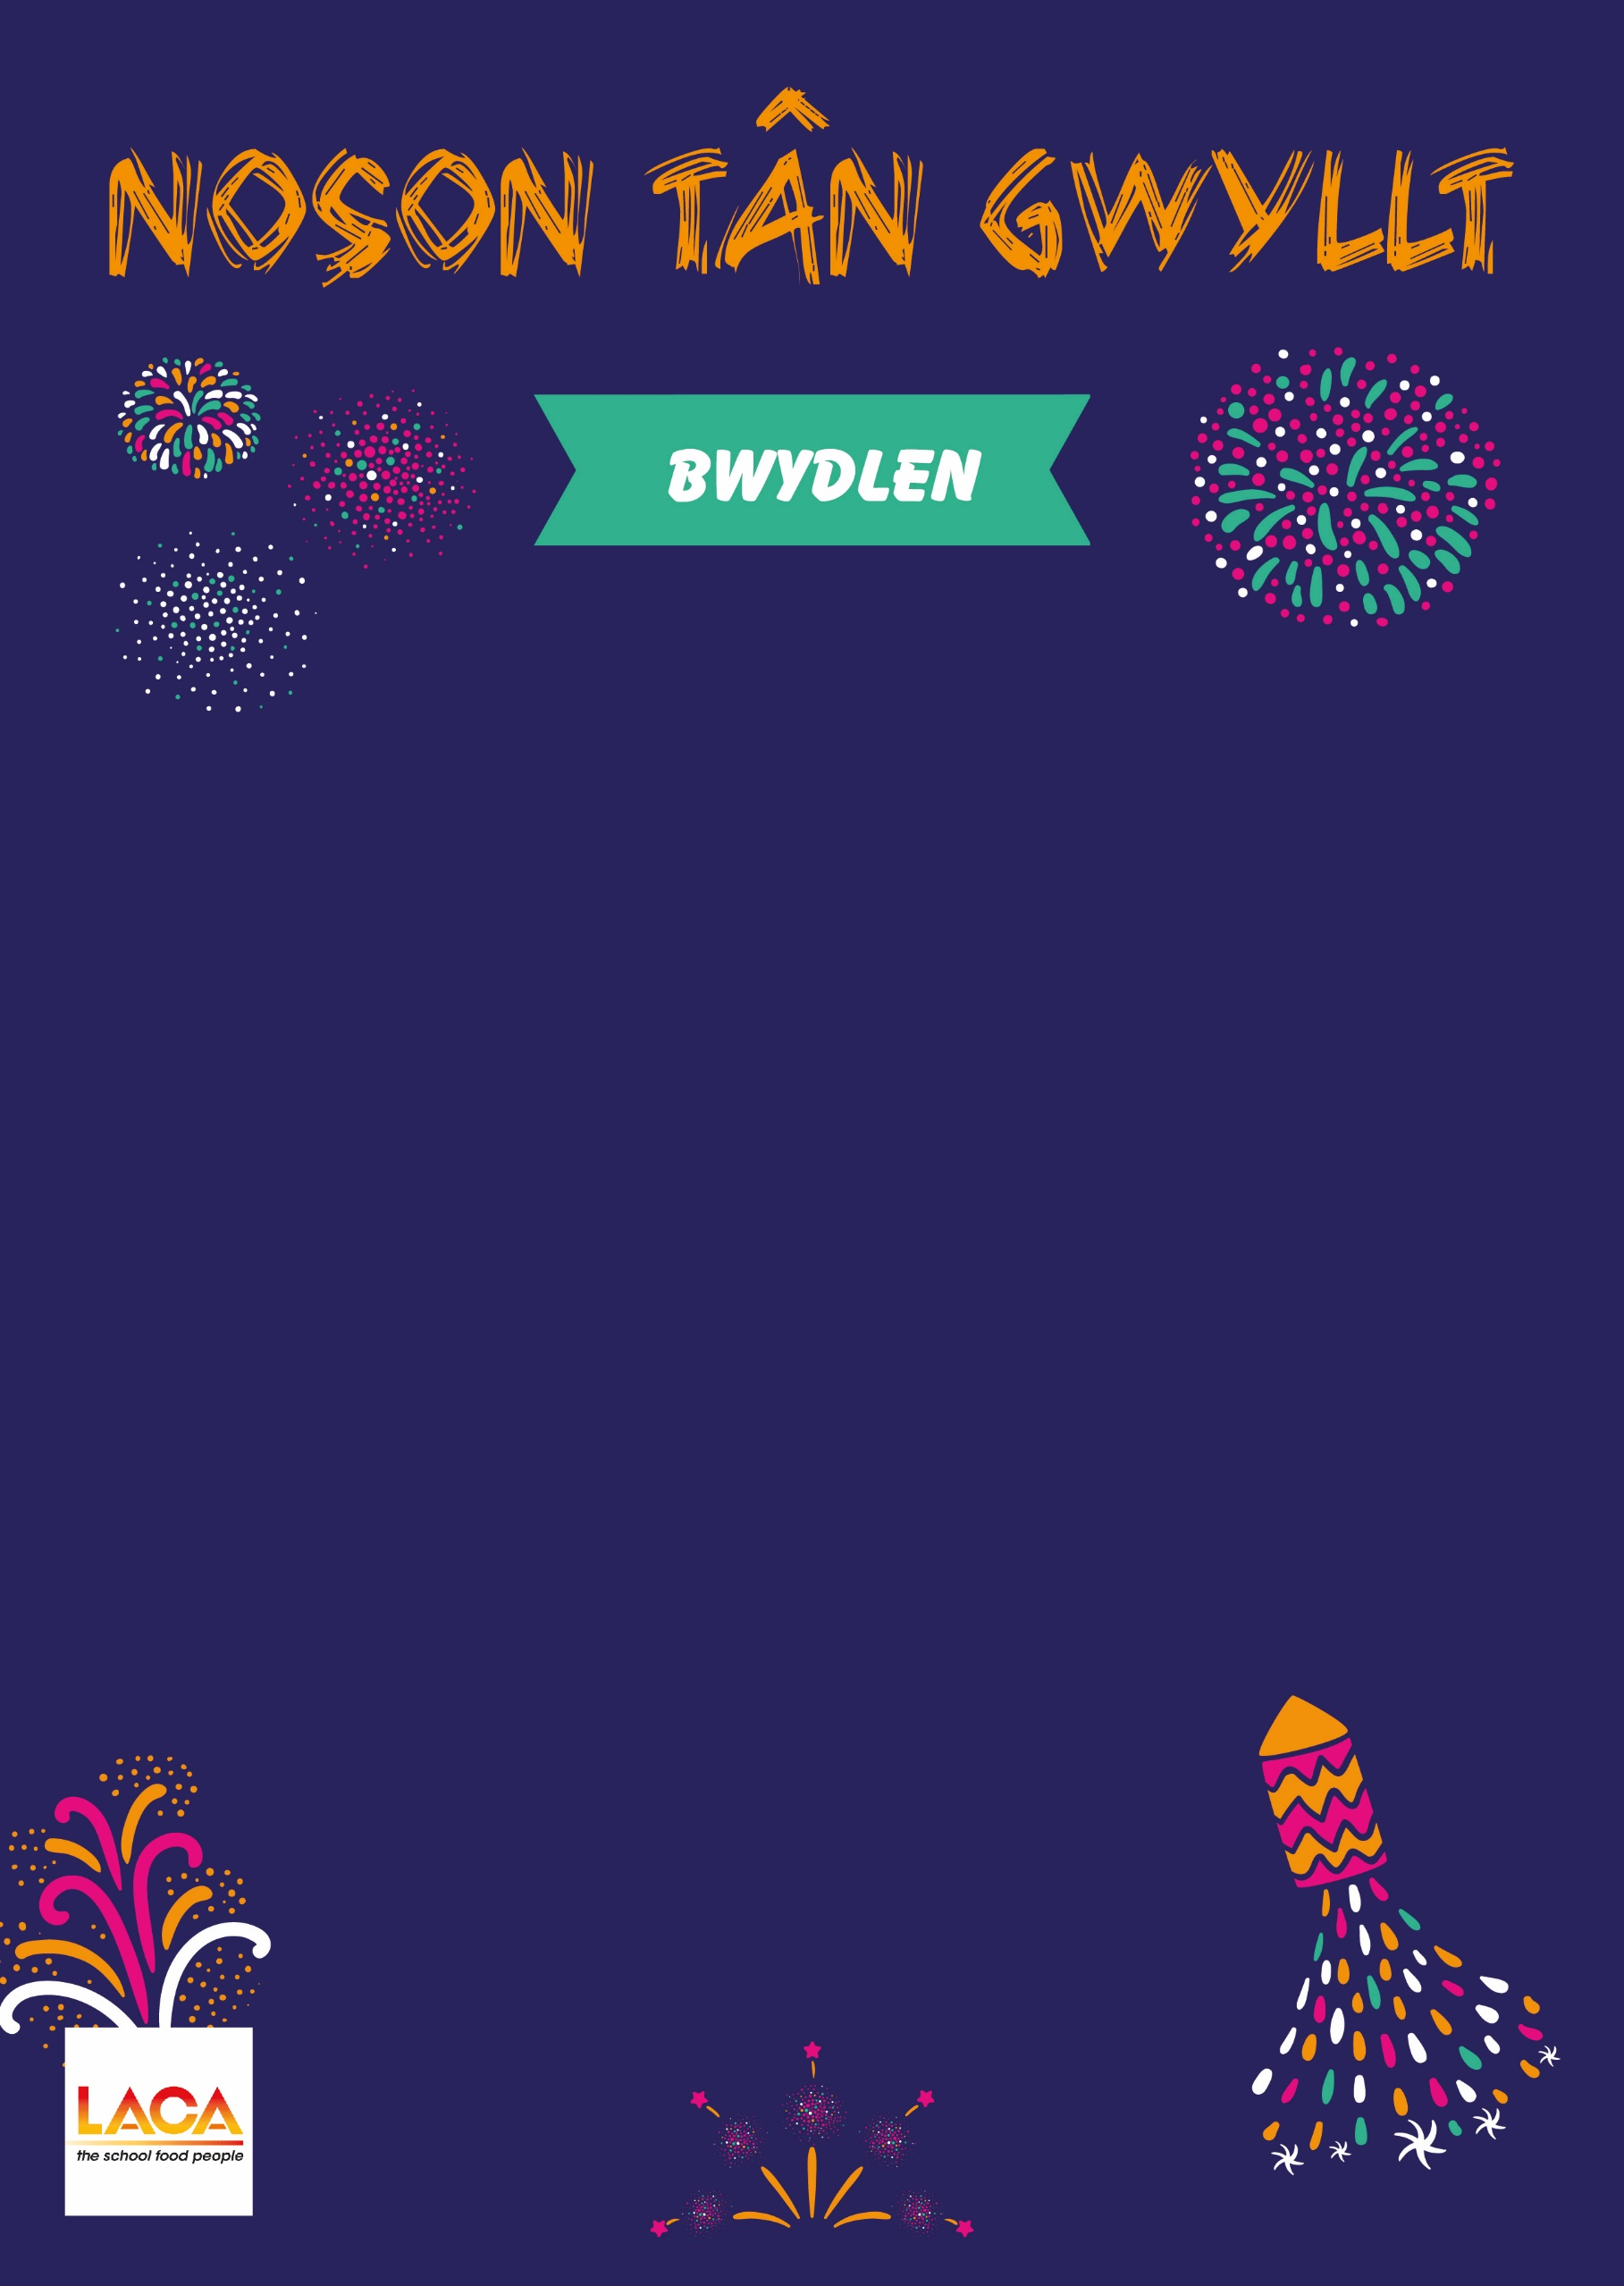 NOSON TÂN GWYLLT
BWYDLEN
LACA
the school food people